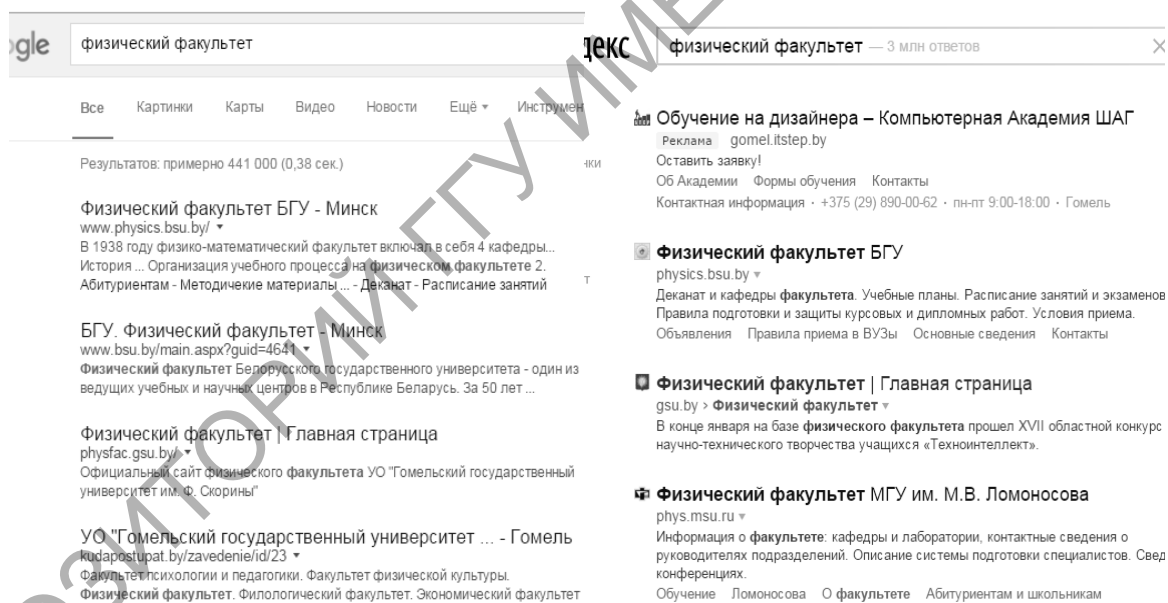 gle
физический факультет
Все Картинки Карты Видео Новости Ещё Инструмен
Результатов: примерно 441 000 (0,38 сек.)
Физический факультет БГУ - Минск
www.physics.bsu.by/
В 1938 году физико-математический факультет включал в себя 4 кафедры...
История ... Организация учебного процесса на физическом факультете 2.
Абитуриентам - Методичекие материалы ... - Деканат - Расписание занятий
БГУ. Физический факультет - Минск
www.bsu.by/main.aspx?guid=4641
Физический факультет Белорусского государственного университета - один из
ведущих учебных и научных центров в Республике Беларусь. За 50 лет ...
Физический факультет | Главная страница
physfac.gsu.by/
Официальный сайт физического факультета УО "Гомельский государственный
университет им. Ф. Скорины"
УО "Гомельский государственный университет ... - Гомель
kudapostupat.by/zavedenie/id/23
Факультет психологии и педагогики. Факультет физической культуры.
Физический факультет. Филологический факультет. Экономический факультет
декс
физический факультет — 3 млн ответов
чки
т
Обучение на дизайнера – Компьютерная Академия ШАГ
Реклама gomel.itstep.by
Оставить заявку!
Об Академии Формы обучения Контакты
Контактная информация · +375 (29) 890-00-62 · пн-пт 9:00-18:00 · Гомель
Физический факультет БГУ
physics.bsu.by
Деканат и кафедры факультета. Учебные планы. Расписание занятий и экзаменов
Правила подготовки и защиты курсовых и дипломных работ. Условия приема.
Объявления Правила приема в ВУЗы Основные сведения Контакты
Физический факультет | Главная страница
gsu.by › Физический факультет
В конце января на базе физического факультета прошел XVII областной конкурс
научно-технического творчества учащихся «Техноинтеллект».
Физический факультет МГУ им. М.В. Ломоносова
phys.msu.ru
Информация о факультете: кафедры и лаборатории, контактные сведения о
руководителях подразделений. Описание системы подготовки специалистов. Свед
конференциях.
Обучение Ломоносова О факультете Абитуриентам и школьникам
ОЗИТОРИЙ ГГУ ИМЕ